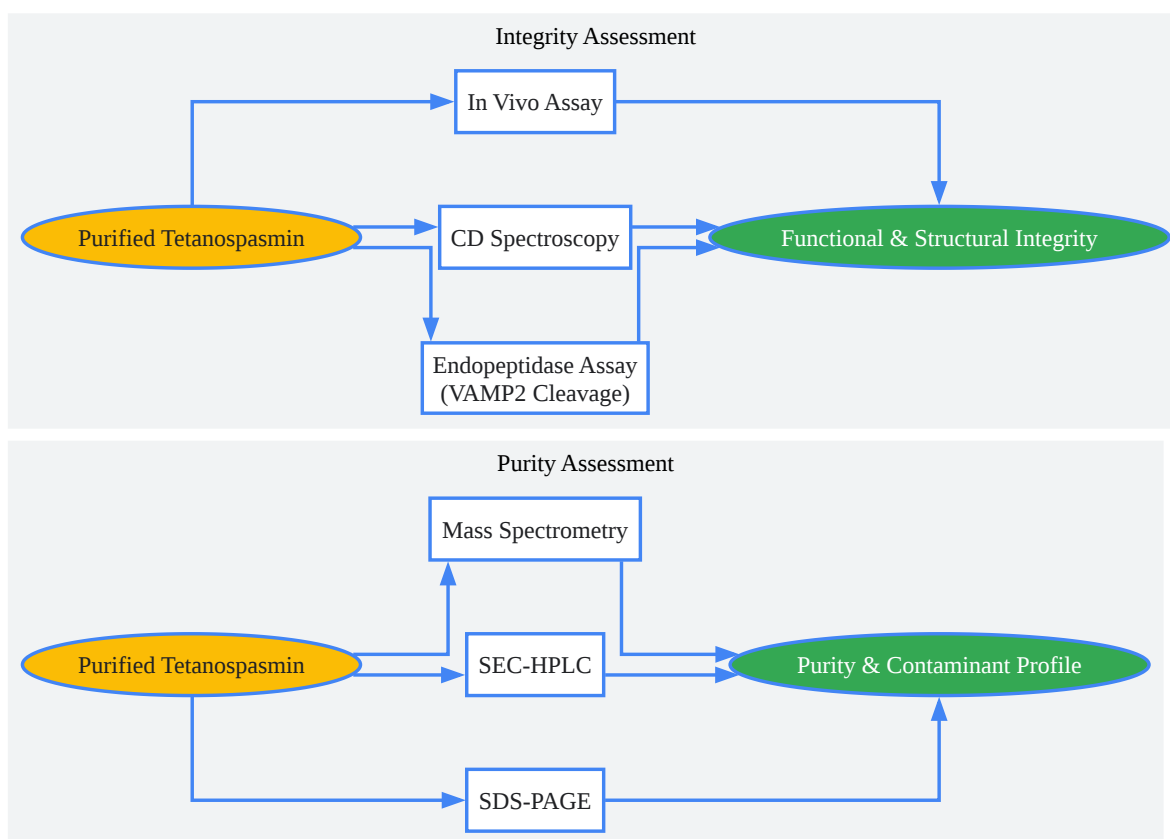 Integrity Assessment
In Vivo Assay
Purified Tetanospasmin
CD Spectroscopy
Functional & Structural Integrity
Endopeptidase Assay
(VAMP2 Cleavage)
Purity Assessment
Mass Spectrometry
Purified Tetanospasmin
SEC-HPLC
Purity & Contaminant Profile
SDS-PAGE